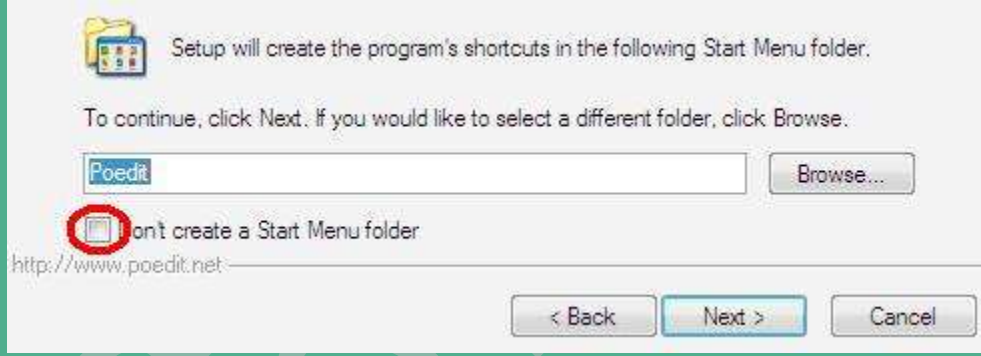 Setup will create the program's shortcuts in the following Start Menu folder.
To continue, click Next. If you would like to select a different folder, click Browse.
Poedit
Browse...
Don't create a Start Menu folder
http://www.poedit.net
< Back
Next >
Cancel